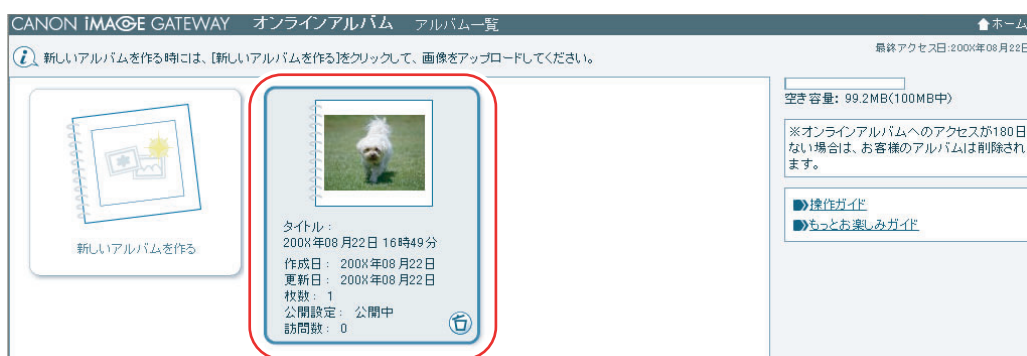 CANON iMAGE GATEWAY オンラインアルバム アルバム一覧
ホーム
新しいアルバムを作る時には、[新しいアルバムを作る]をクリックして、画像をアップロードしてください。
最終アクセス日:200X年08月22日
新しいアルバムを作る
タイトル:
200X年08月22日 16時49分
作成日: 200X年08月22日
更新日: 200X年08月22日
枚数: 1
公開設定: 公開中
訪問数: 0
空き容量: 99.2MB(100MB中)
※オンラインアルバムへのアクセスが180日
ない場合は、お客様のアルバムは削除され
ます。
操作ガイド
もっとお楽しみガイド